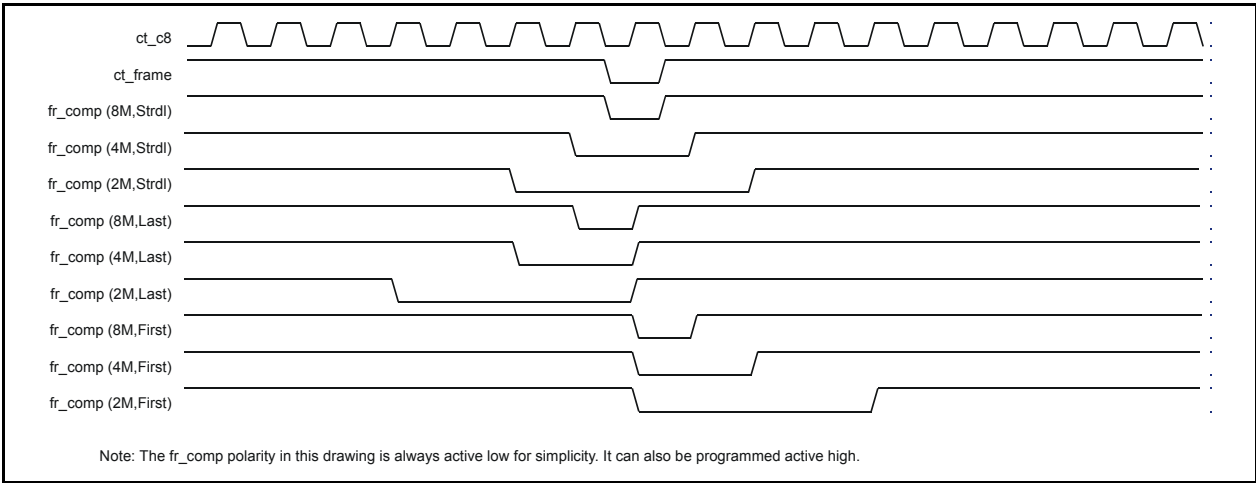 ct_c8
ct_frame
fr_comp (8M,Strdl)
fr_comp (4M,Strdl)
fr_comp (2M,Strdl)
fr_comp (8M,Last)
fr_comp (4M,Last)
fr_comp (2M,Last)
fr_comp (8M,First)
fr_comp (4M,First)
fr_comp (2M,First)
Note: The fr_comp polarity in this drawing is always active low for simplicity. It can also be programmed active high.